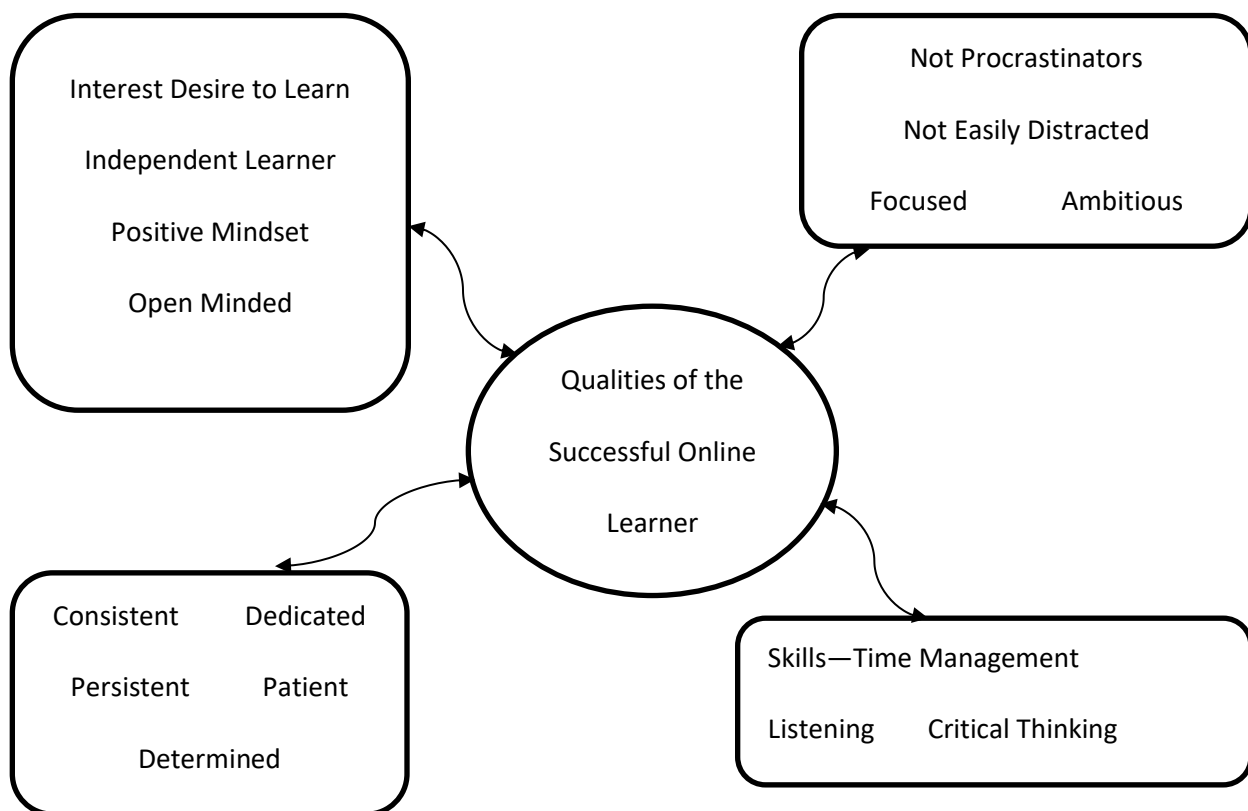 Interest Desire to Learn
Independent Learner
Positive Mindset
Open Minded
Not Procrastinators
Not Easily Distracted
Focused Ambitious
Qualities of the
Successful Online
Learner
Consistent Dedicated
Persistent Patient
Determined
Skills—Time Management
Listening Critical Thinking